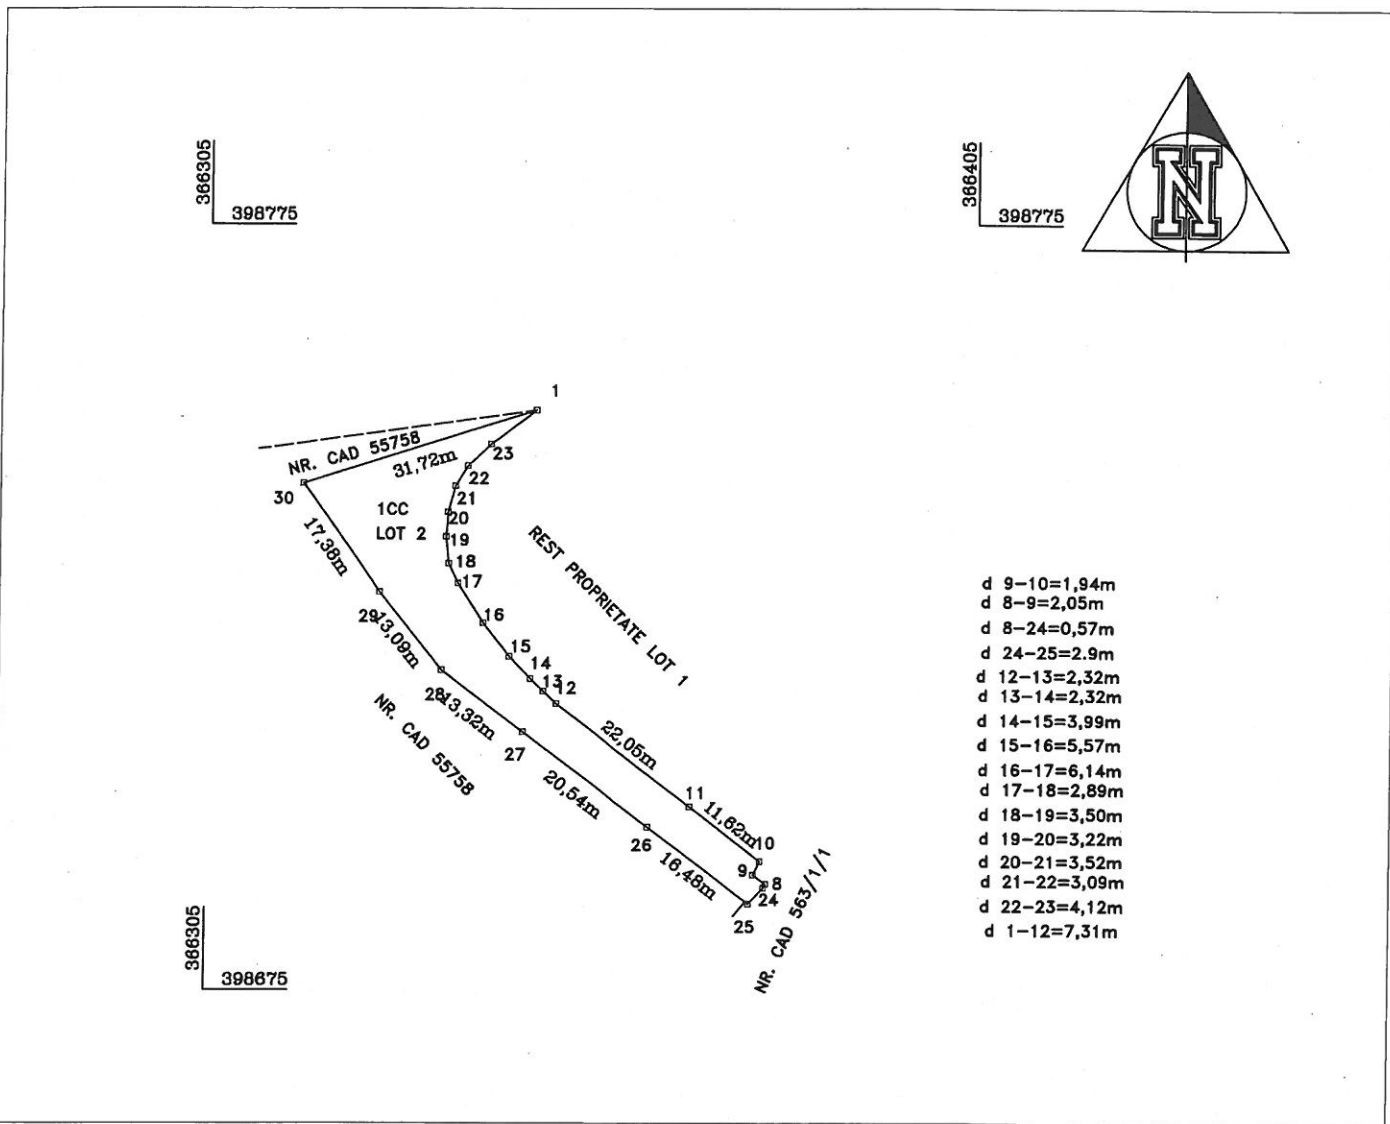 366305
398775
366405
398775
N
1
NR. CAD 55758
31,72m
23
22
30
21
1CC
LOT 2
20
19
18
17
17,38m
REST PROPRIETATE LOT 1
16
29
13,09m
15
14
13
12
28
13,32m
NR. CAD 55758
27
22,05m
20,54m
11
11,62m
10
26
16,48m
9
8
24
25
NR. CAD 563/1/1
d 9-10=1,94m
d 8-9=2,05m
d 8-24=0,57m
d 24-25=2.9m
d 12-13=2,32m
d 13-14=2,32m
d 14-15=3,99m
d 15-16=5,57m
d 16-17=6,14m
d 17-18=2,89m
d 18-19=3,50m
d 19-20=3,22m
d 20-21=3,52m
d 21-22=3,09m
d 22-23=4,12m
d 1-12=7,31m
366305
398675